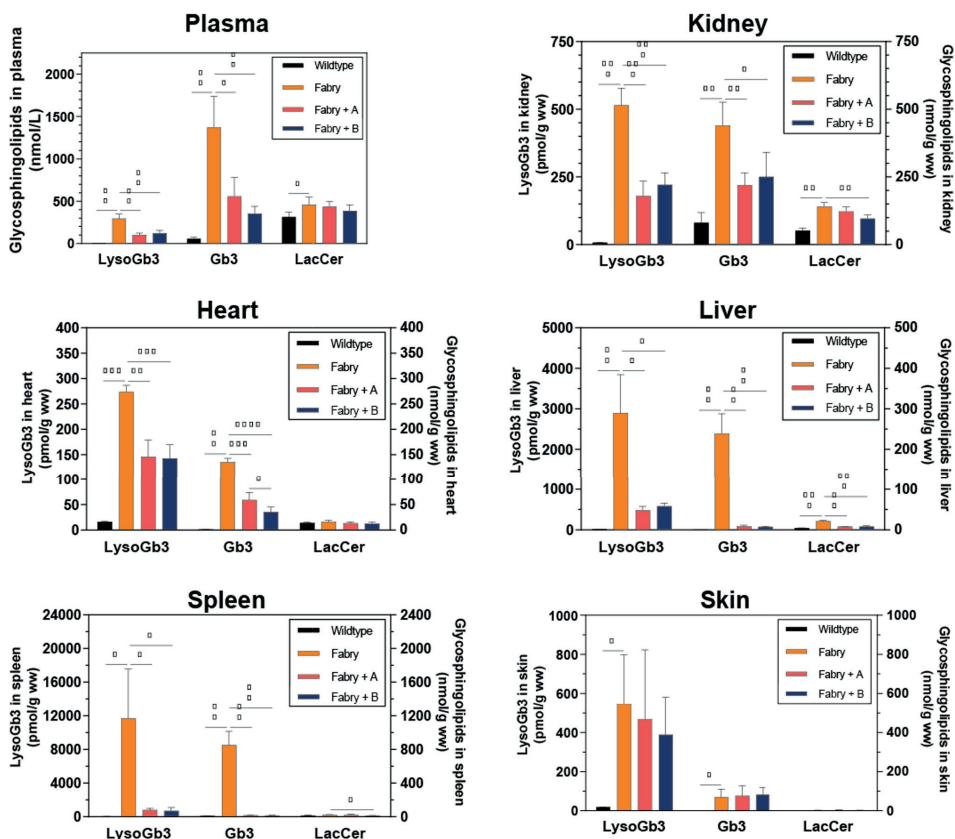 Plasma
Glycosphingolipids in plasma
(nmol/L)
2000
1500
1000
500
0
Wildtype
Fabry
Fabry + A
Fabry + B
LysoGb3
Gb3
LacCer
Kidney
LysoGb3 in kidney
(pmol/g ww)
750
500
250
0
Wildtype
Fabry
Fabry + A
Fabry + B
750
500
250
0
Glycosphingolipids in kidney
(nmol/g ww)
LysoGb3
Gb3
LacCer
Heart
LysoGb3 in heart
(pmol/g ww)
400
350
300
250
200
150
100
50
0
Wildtype
Fabry
Fabry + A
Fabry + B
400
350
300
250
200
150
100
50
0
Glycosphingolipids in heart
(nmol/g ww)
LysoGb3
Gb3
LacCer
Liver
LysoGb3 in liver
(pmol/g ww)
5000
4000
3000
2000
1000
0
Wildtype
Fabry
Fabry + A
Fabry + B
500
400
300
200
100
0
Glycosphingolipids in liver
(nmol/g ww)
LysoGb3
Gb3
LacCer
Spleen
LysoGb3 in spleen
(pmol/g ww)
24000
20000
16000
12000
8000
4000
0
Wildtype
Fabry
Fabry + A
Fabry + B
2400
2000
1600
1200
800
400
0
Glycosphingolipids in spleen
(nmol/g ww)
LysoGb3
Gb3
LacCer
Skin
LysoGb3 in skin
(pmol/g ww)
1000
800
600
400
200
0
Wildtype
Fabry
Fabry + A
Fabry + B
1000
800
600
400
200
0
Glycosphingolipids in skin
(nmol/g ww)
LysoGb3
Gb3
LacCer